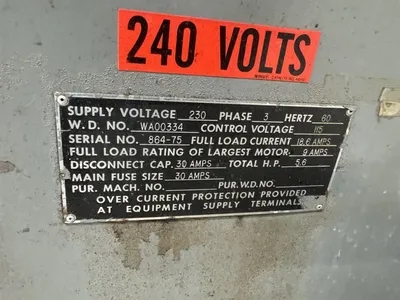 240 VOLTS
SUPPLY VOLTAGE 230 PHASE 3 HERTZ 60
W.D. NO. WA00334 CONTROL VOLTAGE 115
SERIAL NO. 864-75 FULL LOAD CURRENT 18.6 AMPS
FULL LOAD RATING OF LARGEST MOTOR 9 AMPS
DISCONNECT CAP. 30 AMPS TOTAL H.P. 5.6
MAIN FUSE SIZE 30 AMPS
PUR. MACH. NO. PUR. W.D. NO.
OVER CURRENT PROTECTION PROVIDED
AT EQUIPMENT SUPPLY TERMINALS